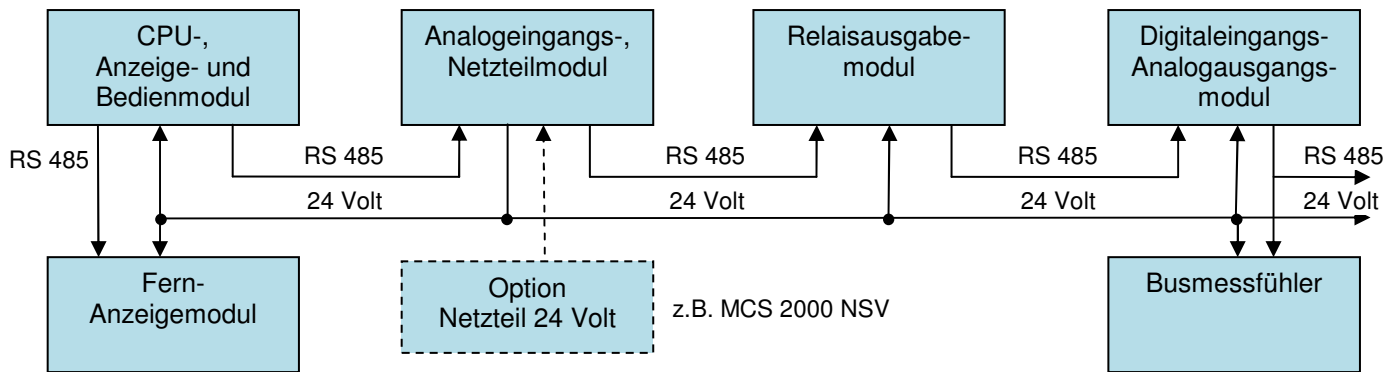 CPU-,
Anzeige- und
Bedienmodul
Analogeingangs-,
Netzteilmodul
Relaisausgabe-
modul
Digitaleingangs-
Analogausgangs-
modul
RS 485
RS 485
RS 485
RS 485
RS 485
24 Volt
24 Volt
24 Volt
24 Volt
Fern-
Anzeigemodul
Option
Netzteil 24 Volt
z.B. MCS 2000 NSV
Busmessfühler